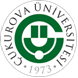 ÇUKUROVA ÜNİVERSİTESİ
• 1973 •